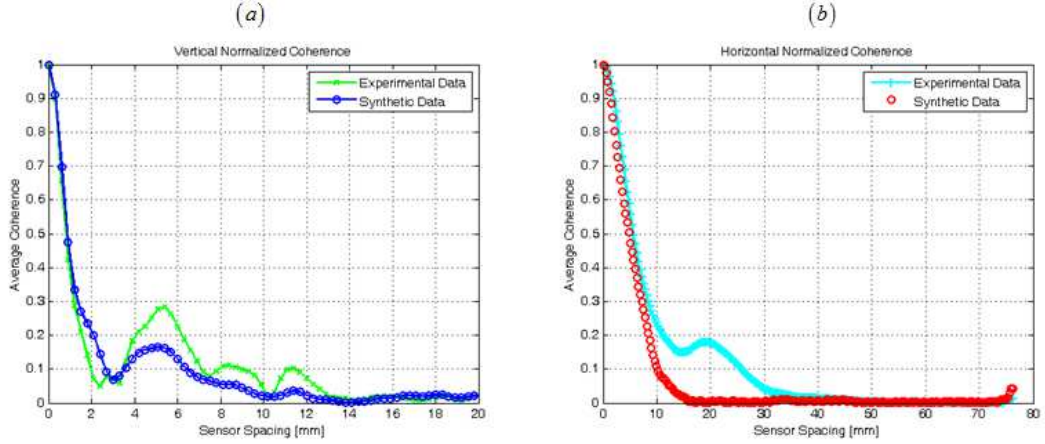 (a)
(b)
Vertical Normalized Coherence
Horizontal Normalized Coherence
1
0.9
0.8
0.7
0.6
0.5
0.4
0.3
0.2
0.1
0
Average Coherence
Experimental Data
Synthetic Data
0 2 4 6 8 10 12 14 16 18 20
Sensor Spacing [mm]
1
0.9
0.8
0.7
0.6
0.5
0.4
0.3
0.2
0.1
0
Average Coherence
Experimental Data
Synthetic Data
0 10 20 30 40 50 60 70 80
Sensor Spacing [mm]